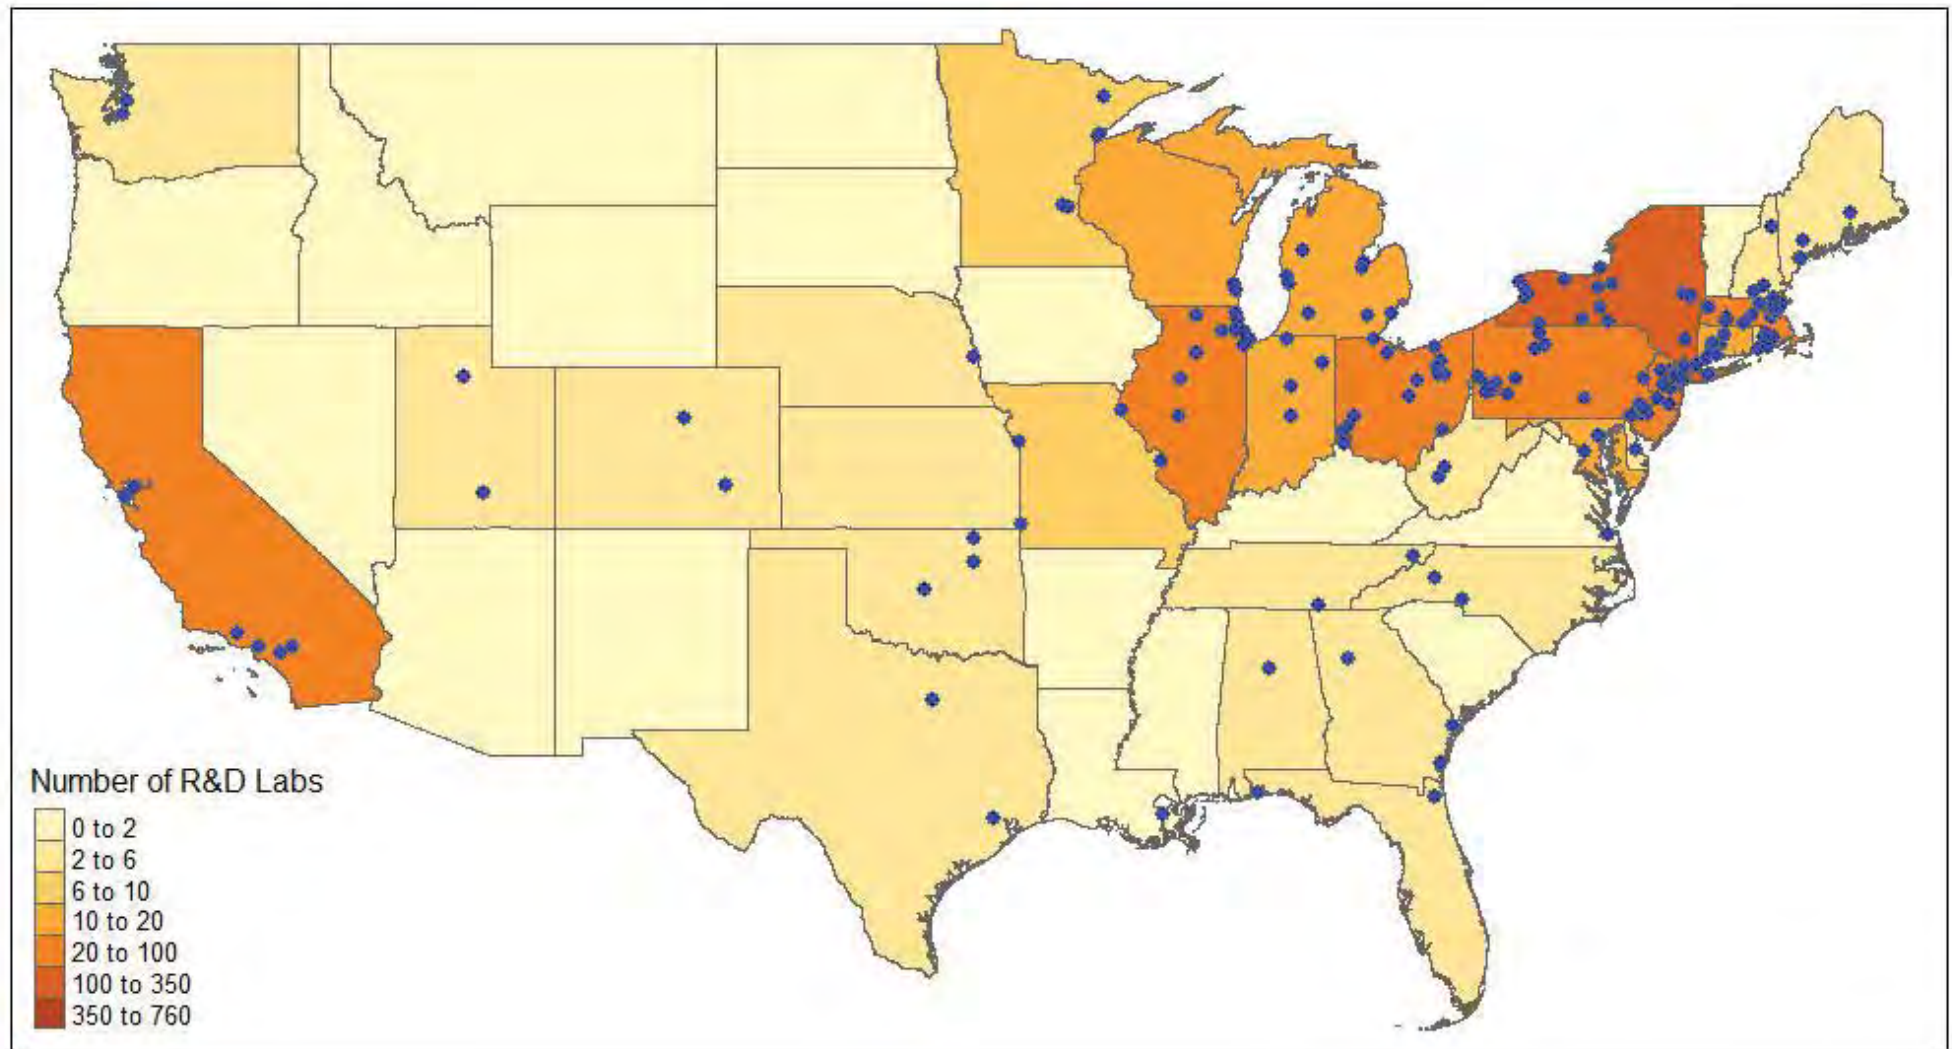 Number of R&D Labs
0 to 2
2 to 6
6 to 10
10 to 20
20 to 100
100 to 350
350 to 760